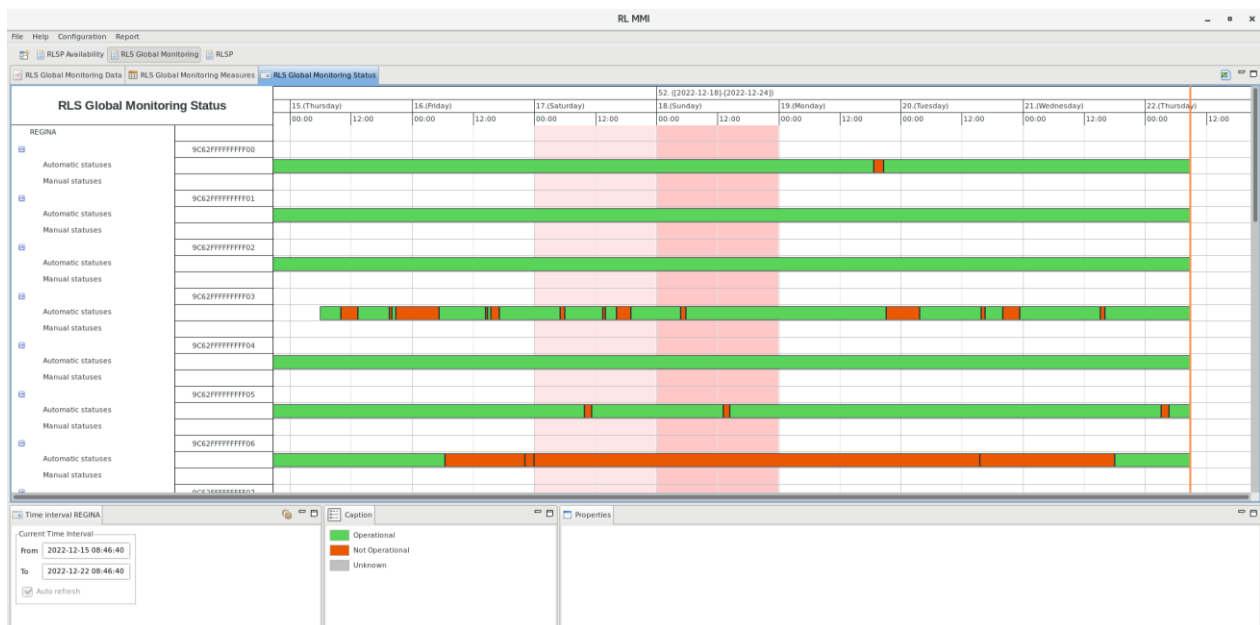 RL MMI
File Help Configuration Report
RLSP Availability RLS Global Monitoring RLSP
RLS Global Monitoring Data RLS Global Monitoring Measures RLS Global Monitoring Status
RLS Global Monitoring Status
52. ([2022-12-18]-[2022-12-24])
15.(Thursday) 16.(Friday) 17.(Saturday) 18.(Sunday) 19.(Monday) 20.(Tuesday) 21.(Wednesday) 22.(Thursday)
00:00 12:00 00:00 12:00 00:00 12:00 00:00 12:00 00:00 12:00 00:00 12:00 00:00 12:00 00:00 12:00
REGINA
9C62FFFFFFFFF00
Automatic statuses
Manual statuses
9C62FFFFFFFFF01
Automatic statuses
Manual statuses
9C62FFFFFFFFF02
Automatic statuses
Manual statuses
9C62FFFFFFFFF03
Automatic statuses
Manual statuses
9C62FFFFFFFFF04
Automatic statuses
Manual statuses
9C62FFFFFFFFF05
Automatic statuses
Manual statuses
9C62FFFFFFFFF06
Automatic statuses
Manual statuses
Time interval REGINA Caption Properties
Current Time Interval
From 2022-12-15 08:46:40
To 2022-12-22 08:46:40
Auto refresh
Operational
Not Operational
Unknown